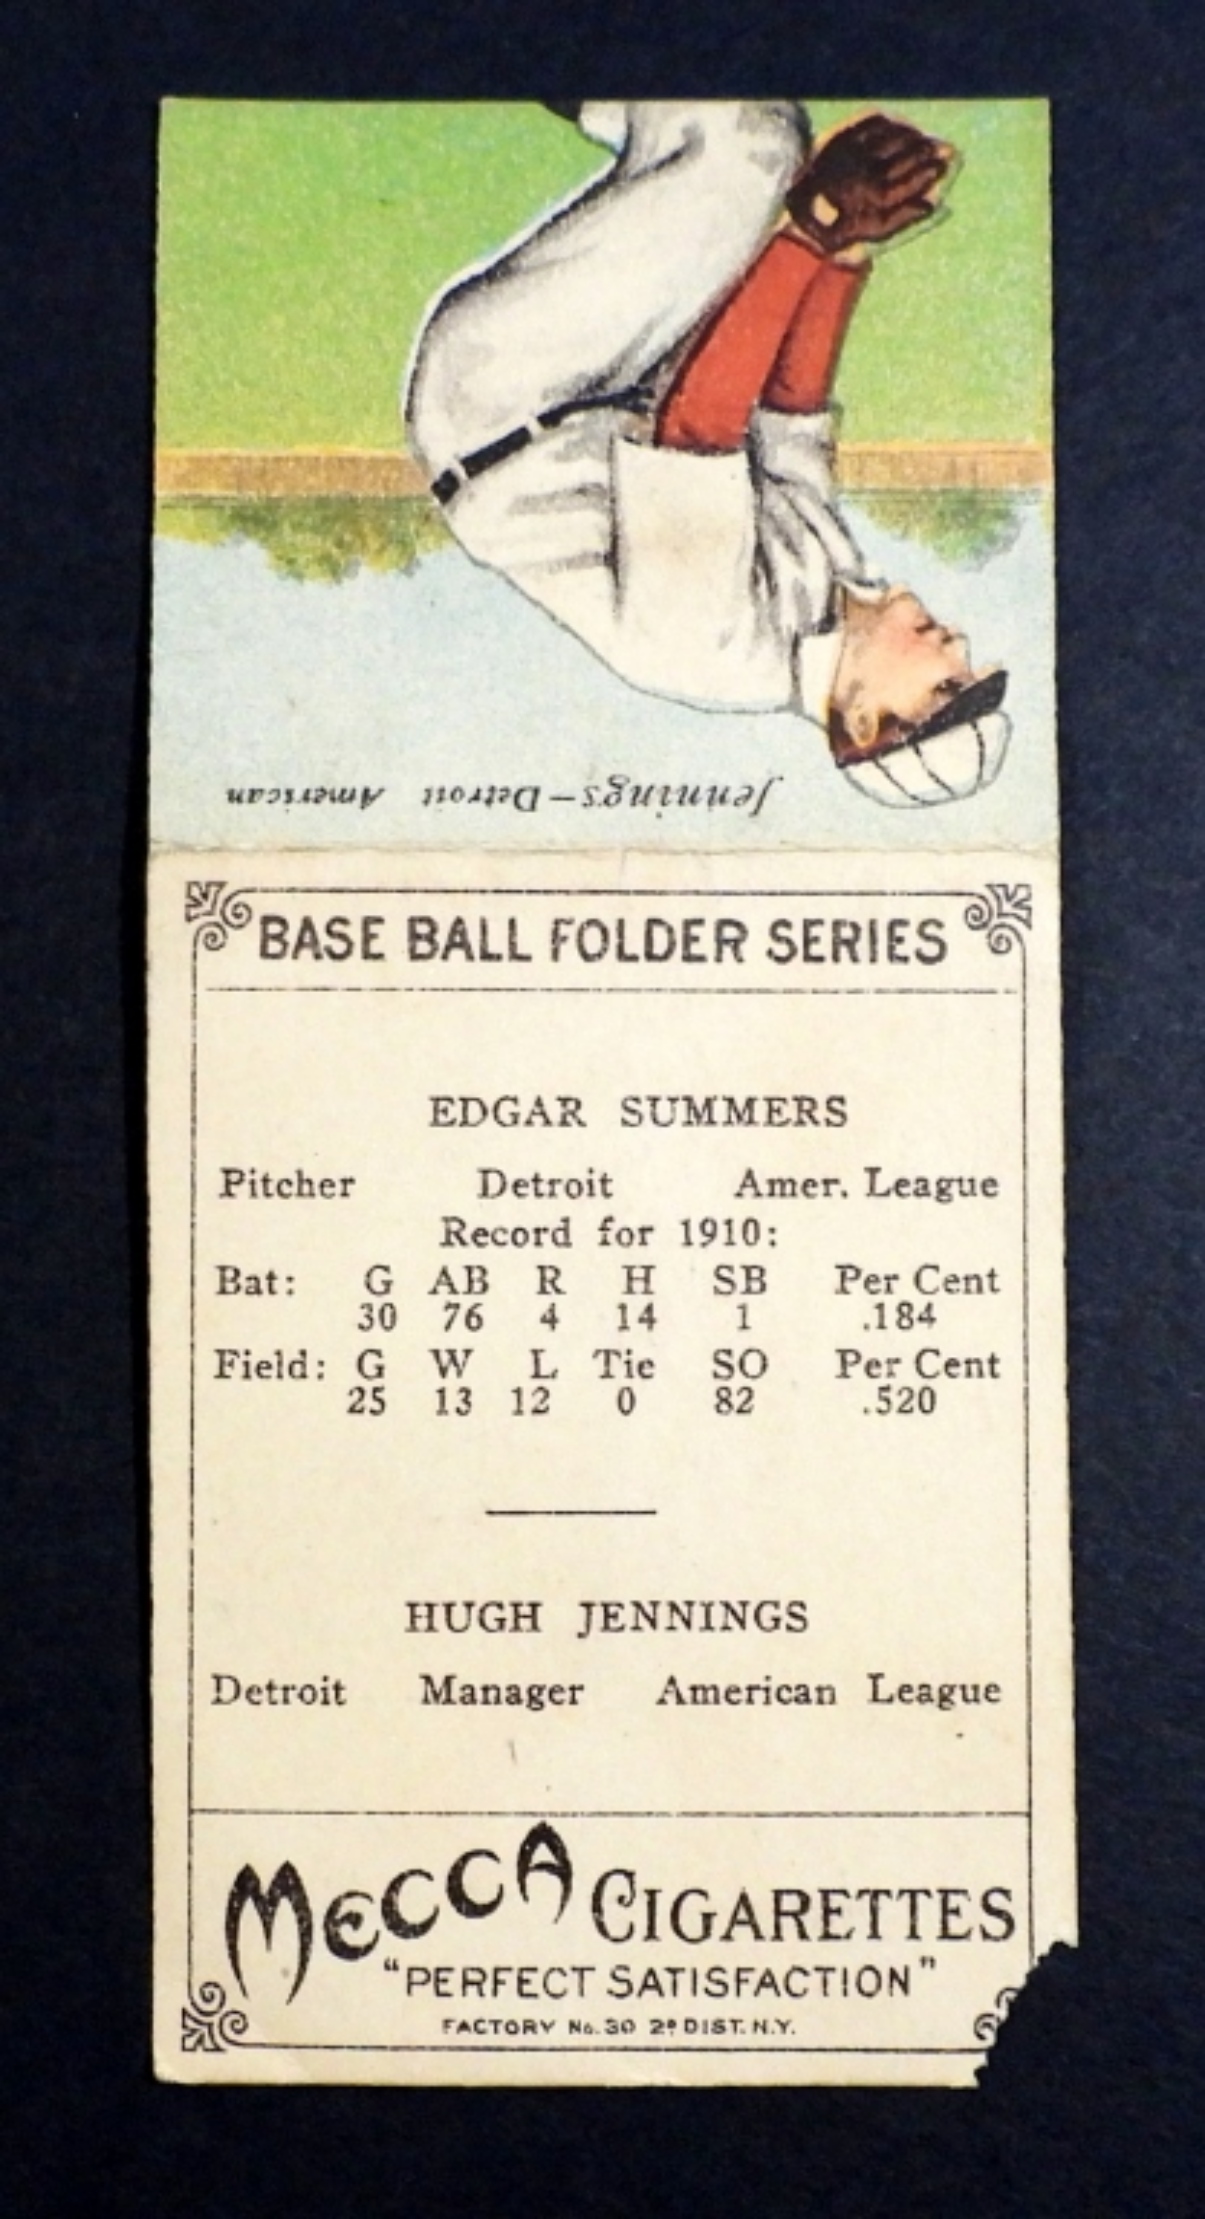 Jennings—Detroit American
BASE BALL FOLDER SERIES
EDGAR SUMMERS
Pitcher Detroit Amer. League
Record for 1910:
Bat: G AB R H SB Per Cent
30 76 4 14 1 .184
Field: G W L Tie SO Per Cent
25 13 12 0 82 .520
HUGH JENNINGS
Detroit Manager American League
MECCA CIGARETTES
"PERFECT SATISFACTION"
FACTORY No. 30 2D DIST. N.Y.